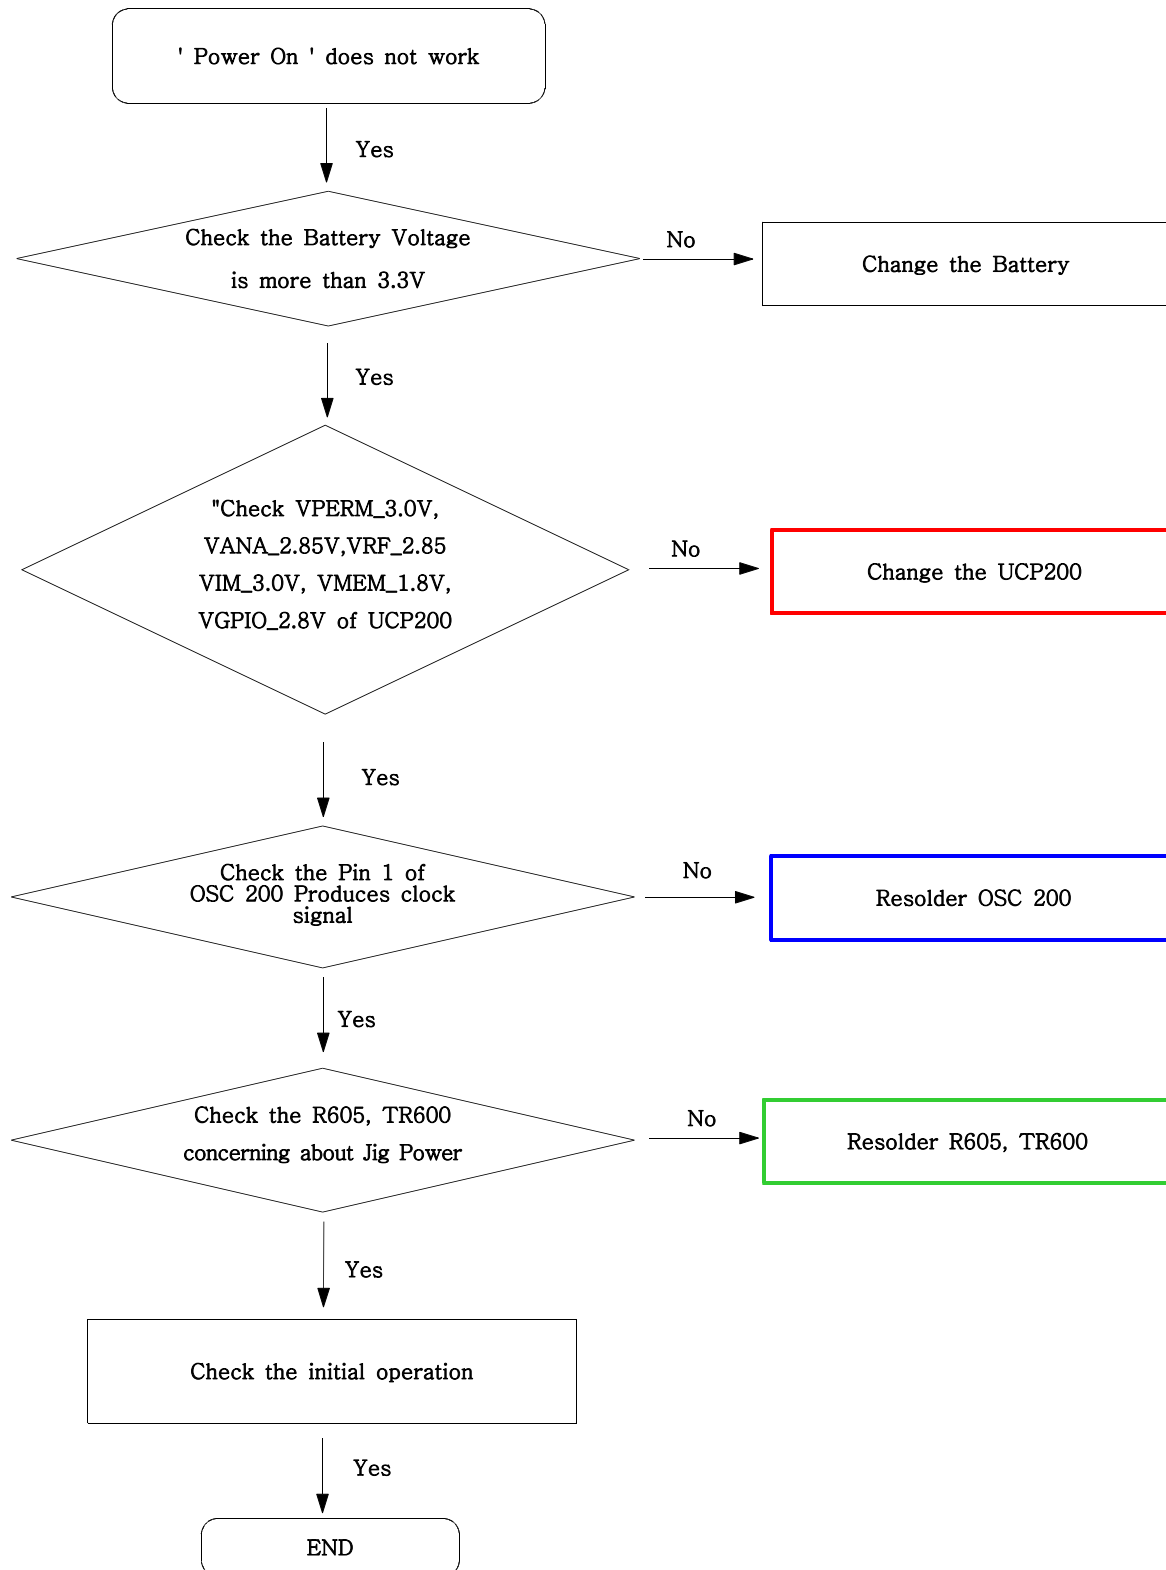 ' Power On ' does not work
Yes
Check the Battery Voltage
is more than 3.3V
No
Change the Battery
Yes
"Check VPERM_3.0V,
VANA_2.85V,VRF_2.85
VIM_3.0V, VMEM_1.8V,
VGPIO_2.8V of UCP200
No
Change the UCP200
Yes
Check the Pin 1 of
OSC 200 Produces clock
signal
No
Resolder OSC 200
Yes
Check the R605, TR600
concerning about Jig Power
No
Resolder R605, TR600
Yes
Check the initial operation
Yes
END